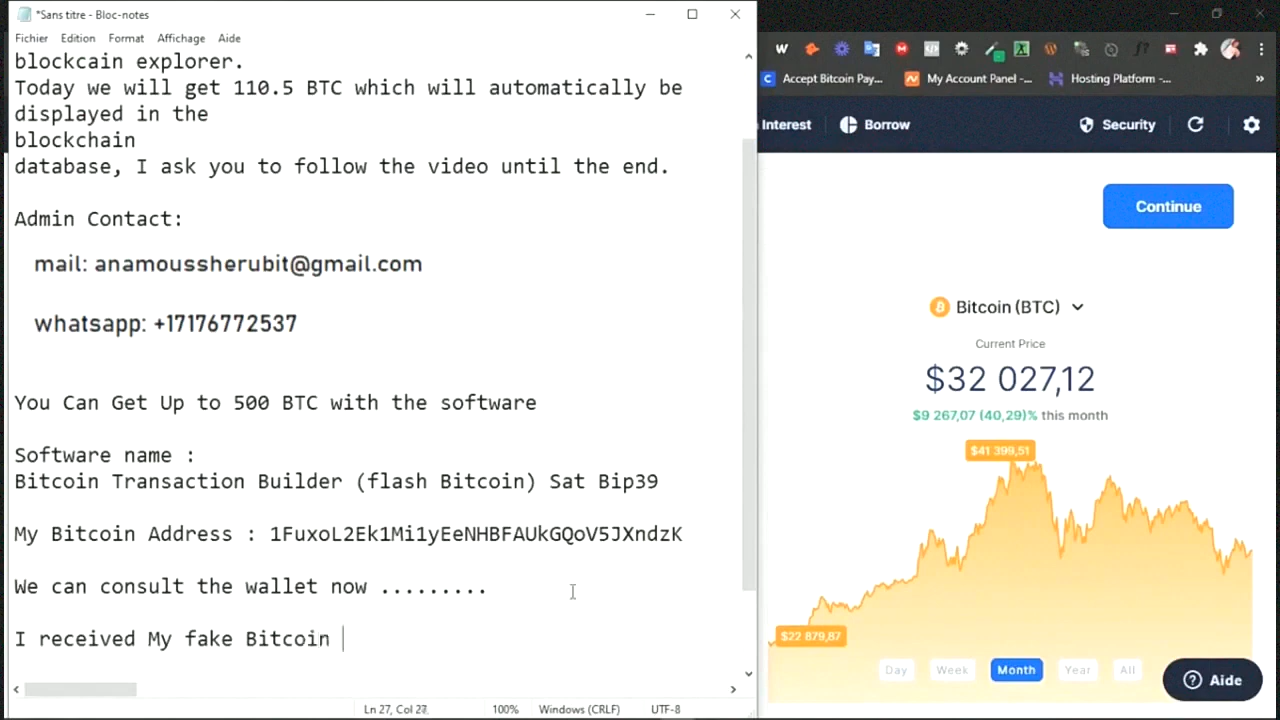 *Sans titre - Bloc-notes
Fichier Edition Format Affichage Aide
blockcain explorer.
Today we will get 110.5 BTC which will automatically be
displayed in the
blockchain
database, I ask you to follow the video until the end.
Admin Contact:
mail: anamoussherubit@gmail.com
whatsapp: +17176772537
You Can Get Up to 500 BTC with the software
Software name :
Bitcoin Transaction Builder (flash Bitcoin) Sat Bip39
My Bitcoin Address : 1FuxoL2Ek1Mi1yEeNHBFAUkGQoV5JXndzK
We can consult the wallet now .........
I received My fake Bitcoin
Ln 27, Col 27. 100% Windows (CRLF) UTF-8
Accept Bitcoin Pay... My Account Panel -... Hosting Platform -... »
Interest Borrow Security
Continue
Bitcoin (BTC)
Current Price
$32 027,12
$9 267,07 (40,29)% this month
$41 399,51
$22 879,87
Day Week Month Year All
Aide